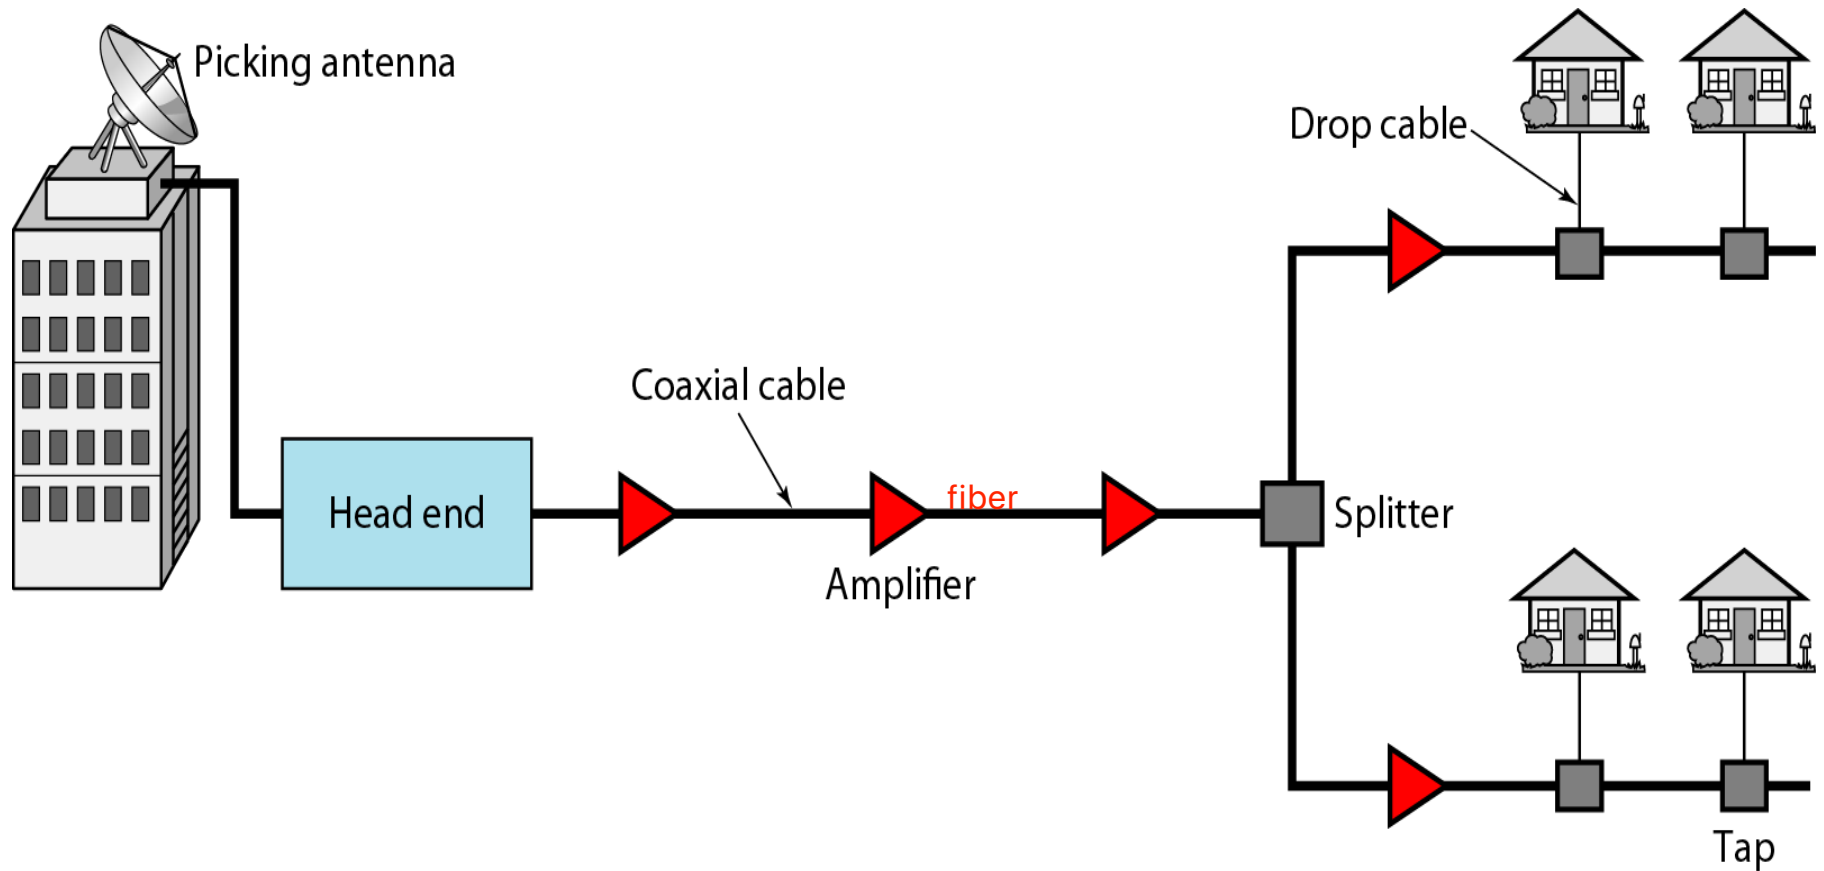 Picking antenna
Drop cable
Coaxial cable
Head end
fiber
Splitter
Amplifier
Tap